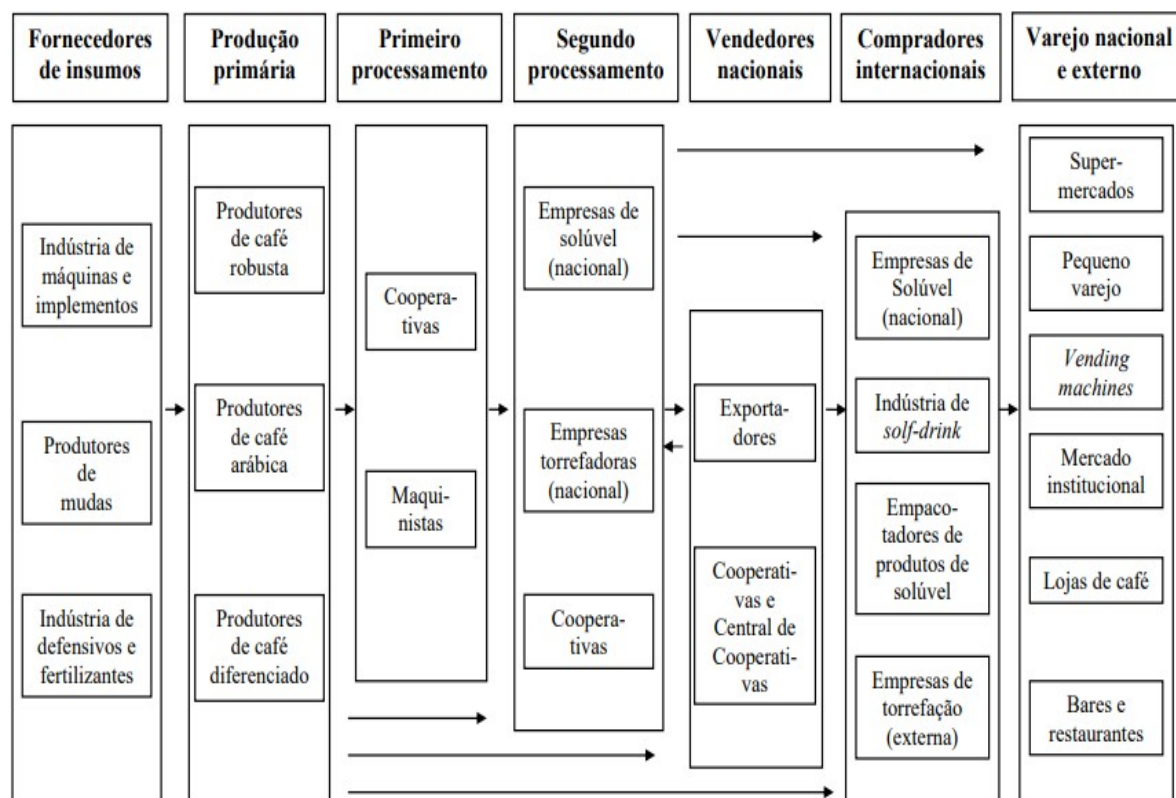 Fornecedores
de insumos
Produção
primária
Primeiro
processamento
Segundo
processamento
Vendedores
nacionais
Compradores
internacionais
Varejo nacional
e externo
Indústria de
máquinas e
implementos
Produtores
de
mudas
Indústria de
defensivos e
fertilizantes
Produtores
de café
robusta
Produtores
de café
arábica
Produtores
de café
diferenciado
Coopera-
tivas
Maqui-
nistas
Empresas de
solúvel
(nacional)
Empresas
torrefadoras
(nacional)
Coopera-
tivas
Exporta-
dores
Cooperati-
vas e
Central de
Cooperati-
vas
Empresas de
Solúvel
(nacional)
Indústria de
solf-drink
Empaco-
tadores de
produtos de
solúvel
Empresas de
torrefação
(externa)
Super-
mercados
Pequeno
varejo
Vending
machines
Mercado
institucional
Lojas de café
Bares e
restaurantes